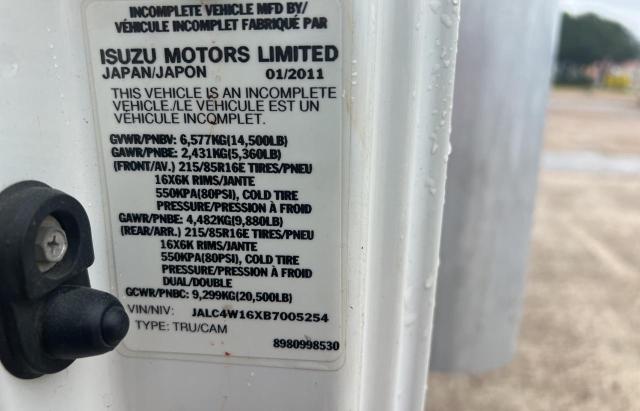 INCOMPLETE VEHICLE MFD BY/
VÉHICULE INCOMPLET FABRIQUÉ PAR
ISUZU MOTORS LIMITED
JAPAN/JAPON 01/2011
THIS VEHICLE IS AN INCOMPLETE
VEHICLE./LE VÉHICULE EST UN
VÉHICULE INCOMPLET.
GVWR/PNBV: 6,577KG(14,500LB)
GAWR/PNBE: 2,431KG(5,360LB)
(FRONT/AV.) 215/85R16E TIRES/PNEU
16X6K RIMS/JANTE
550KPA(80PSI), COLD TIRE
PRESSURE/PRESSION À FROID
GAWR/PNBE: 4,482KG(9,880LB)
(REAR/ARR.) 215/85R16E TIRES/PNEU
16X6K RIMS/JANTE
550KPA(80PSI), COLD TIRE
PRESSURE/PRESSION À FROID
DUAL/DOUBLE
GCWR/PNBC: 9,299KG(20,500LB)
VIN/NIV: JALC4W16XB7005254
TYPE: TRU/CAM
8980998530